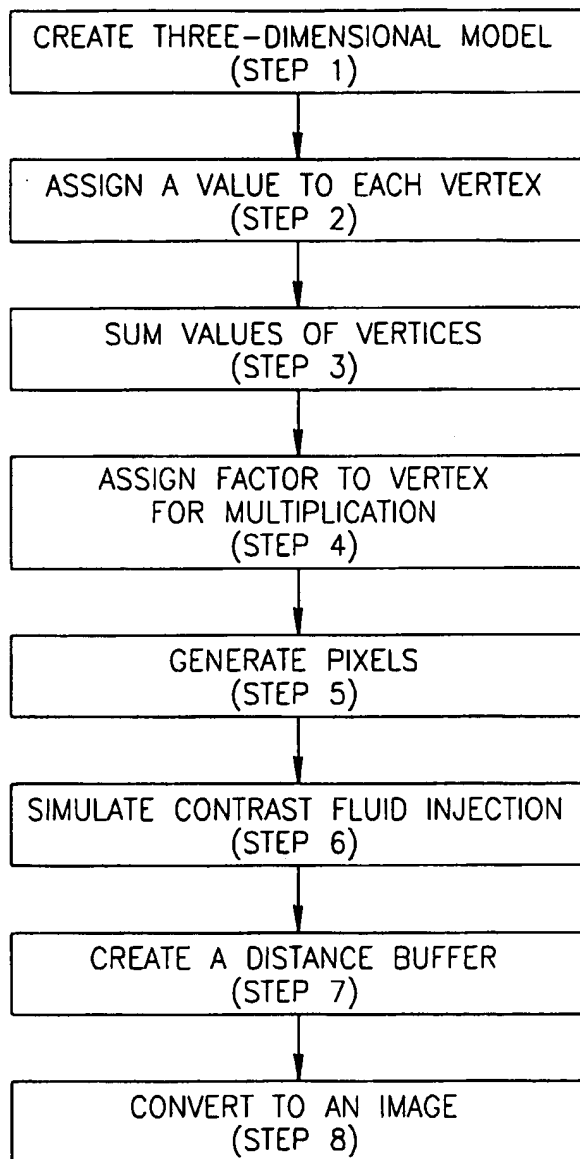 CREATE THREE-DIMENSIONAL MODEL
(STEP 1)
ASSIGN A VALUE TO EACH VERTEX
(STEP 2)
SUM VALUES OF VERTICES
(STEP 3)
ASSIGN FACTOR TO VERTEX
FOR MULTIPLICATION
(STEP 4)
GENERATE PIXELS
(STEP 5)
SIMULATE CONTRAST FLUID INJECTION
(STEP 6)
CREATE A DISTANCE BUFFER
(STEP 7)
CONVERT TO AN IMAGE
(STEP 8)